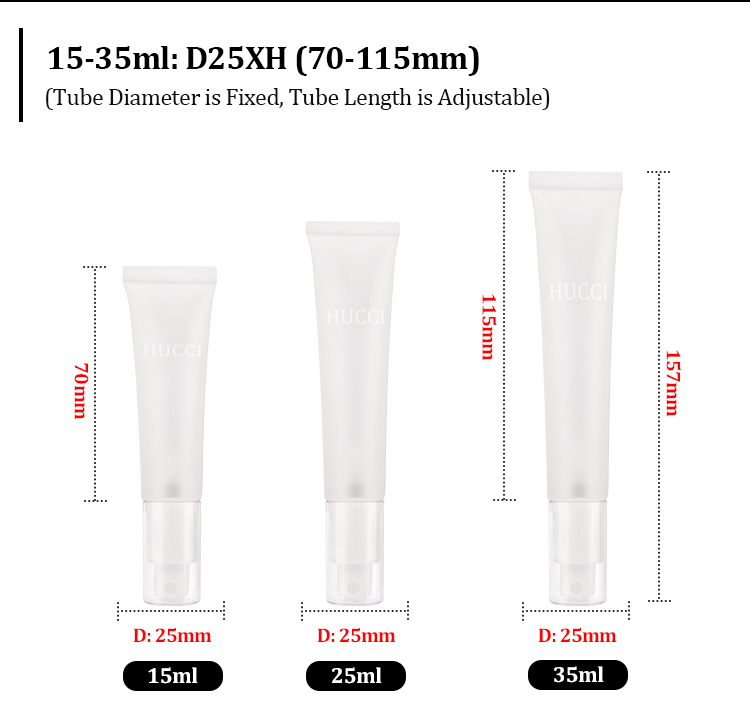 15-35ml: D25XH (70-115mm)
(Tube Diameter is Fixed, Tube Length is Adjustable)
HUCCI
HUCCI
HUCCI
70mm
115mm
157mm
D: 25mm
D: 25mm
D: 25mm
15ml
25ml
35ml